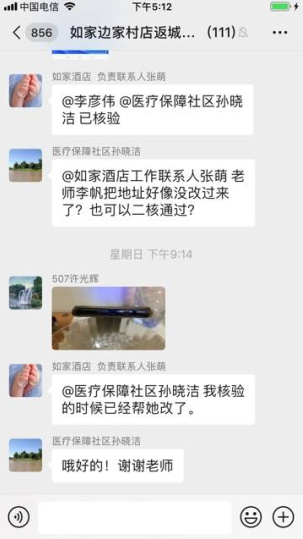 中国电信
下午5:12
856
如家边家村店返城... (111)
如家酒店 负责联系人张萌
@李彦伟 @医疗保障社区孙晓
洁 已核验
医疗保障社区孙晓洁
@如家酒店工作联系人张萌 老
师李帆把地址好像没改过来
了？也可以二核通过？
星期日 下午9:14
507许光辉
如家酒店 负责联系人张萌
@医疗保障社区孙晓洁 我核验
的时候已经帮她改了。
医疗保障社区孙晓洁
哦好的！谢谢老师